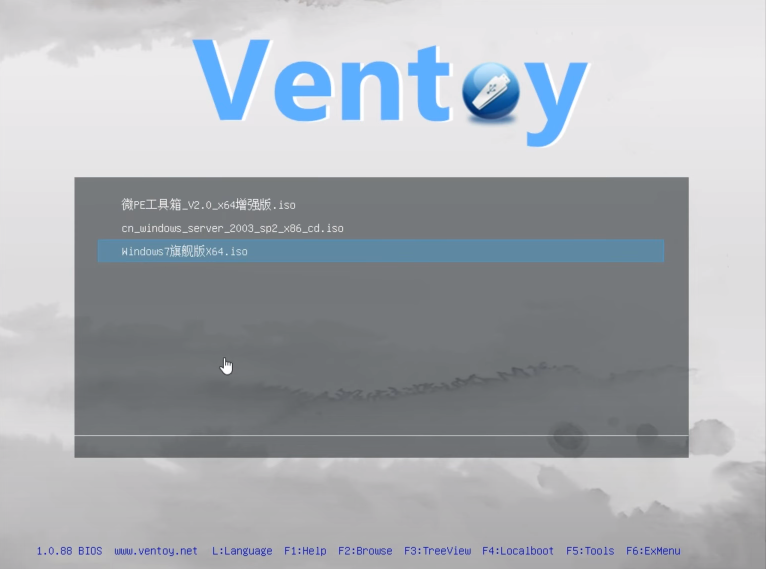 Ventoy
微PE工具箱_V2.0_x64增强版.iso
cn_windows_server_2003_sp2_x86_cd.iso
Windows7旗舰版X64.iso
1.0.88 BIOS www.ventoy.net L:Language F1:Help F2:Browse F3:TreeView F4:Localboot F5:Tools F6:ExMenu